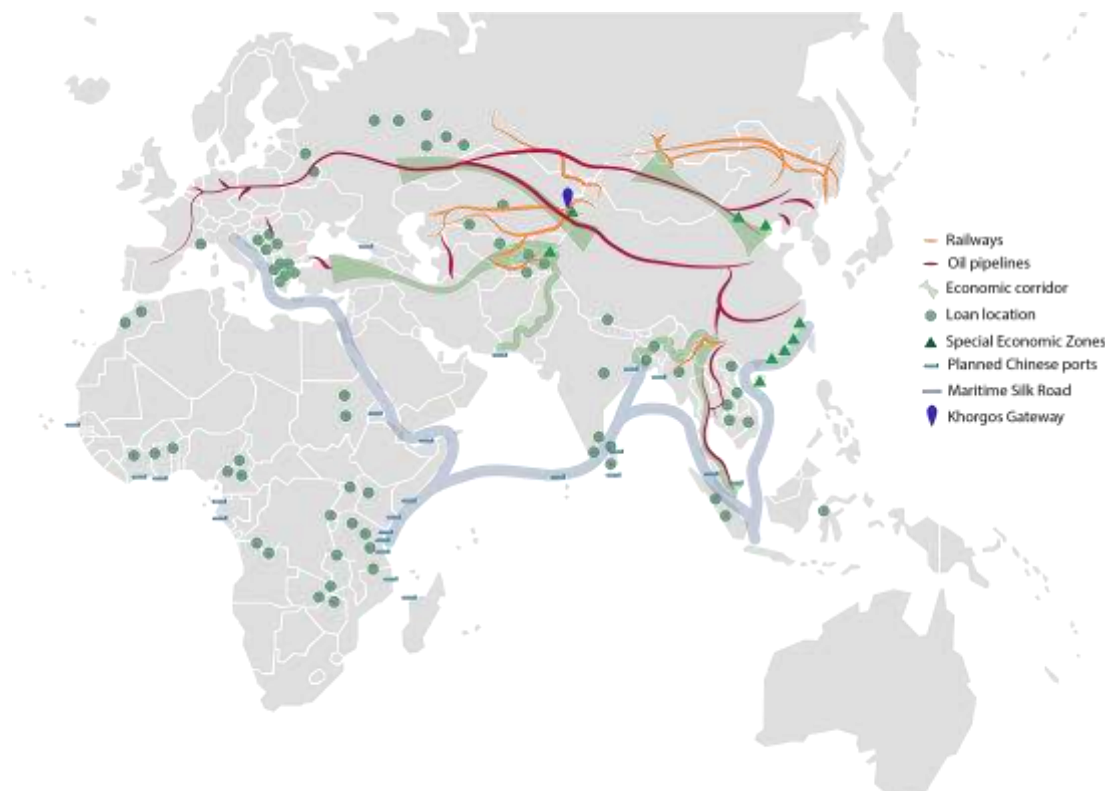 Railways
Oil pipelines
Economic corridor
Loan location
Special Economic Zones
Planned Chinese ports
Maritime Silk Road
Khorgos Gateway